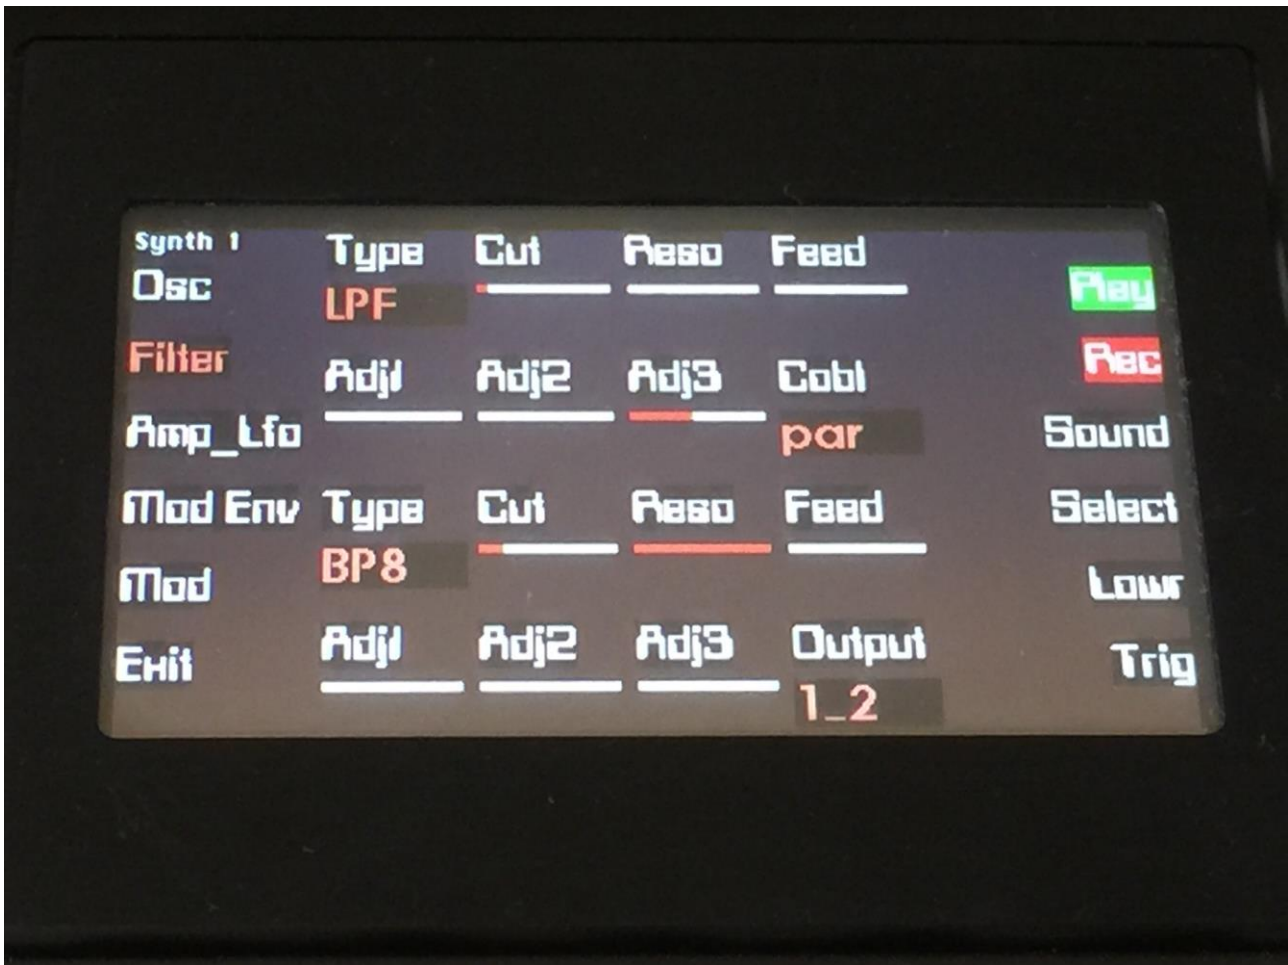 Synth 1
Osc
Filter
Amp_Lfo
Mod Env
Mod
Exit
Type Cut Reso Feed
LPF
Adj1 Adj2 Adj3 Cobl
par
Type Cut Reso Feed
BP8
Adj1 Adj2 Adj3 Output
1_2
Play
Rec
Sound
Select
Lowr
Trig